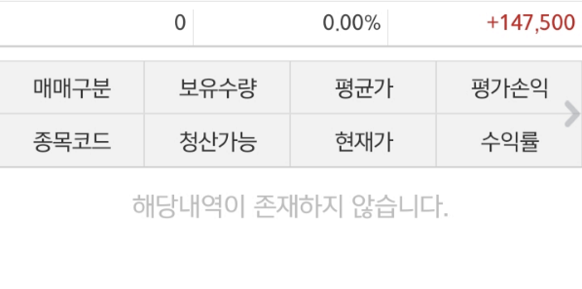 0 0.00% +147,500
매매구분 보유수량 평균가 평가손익
종목코드 청산가능 현재가 수익률
해당내역이 존재하지 않습니다.